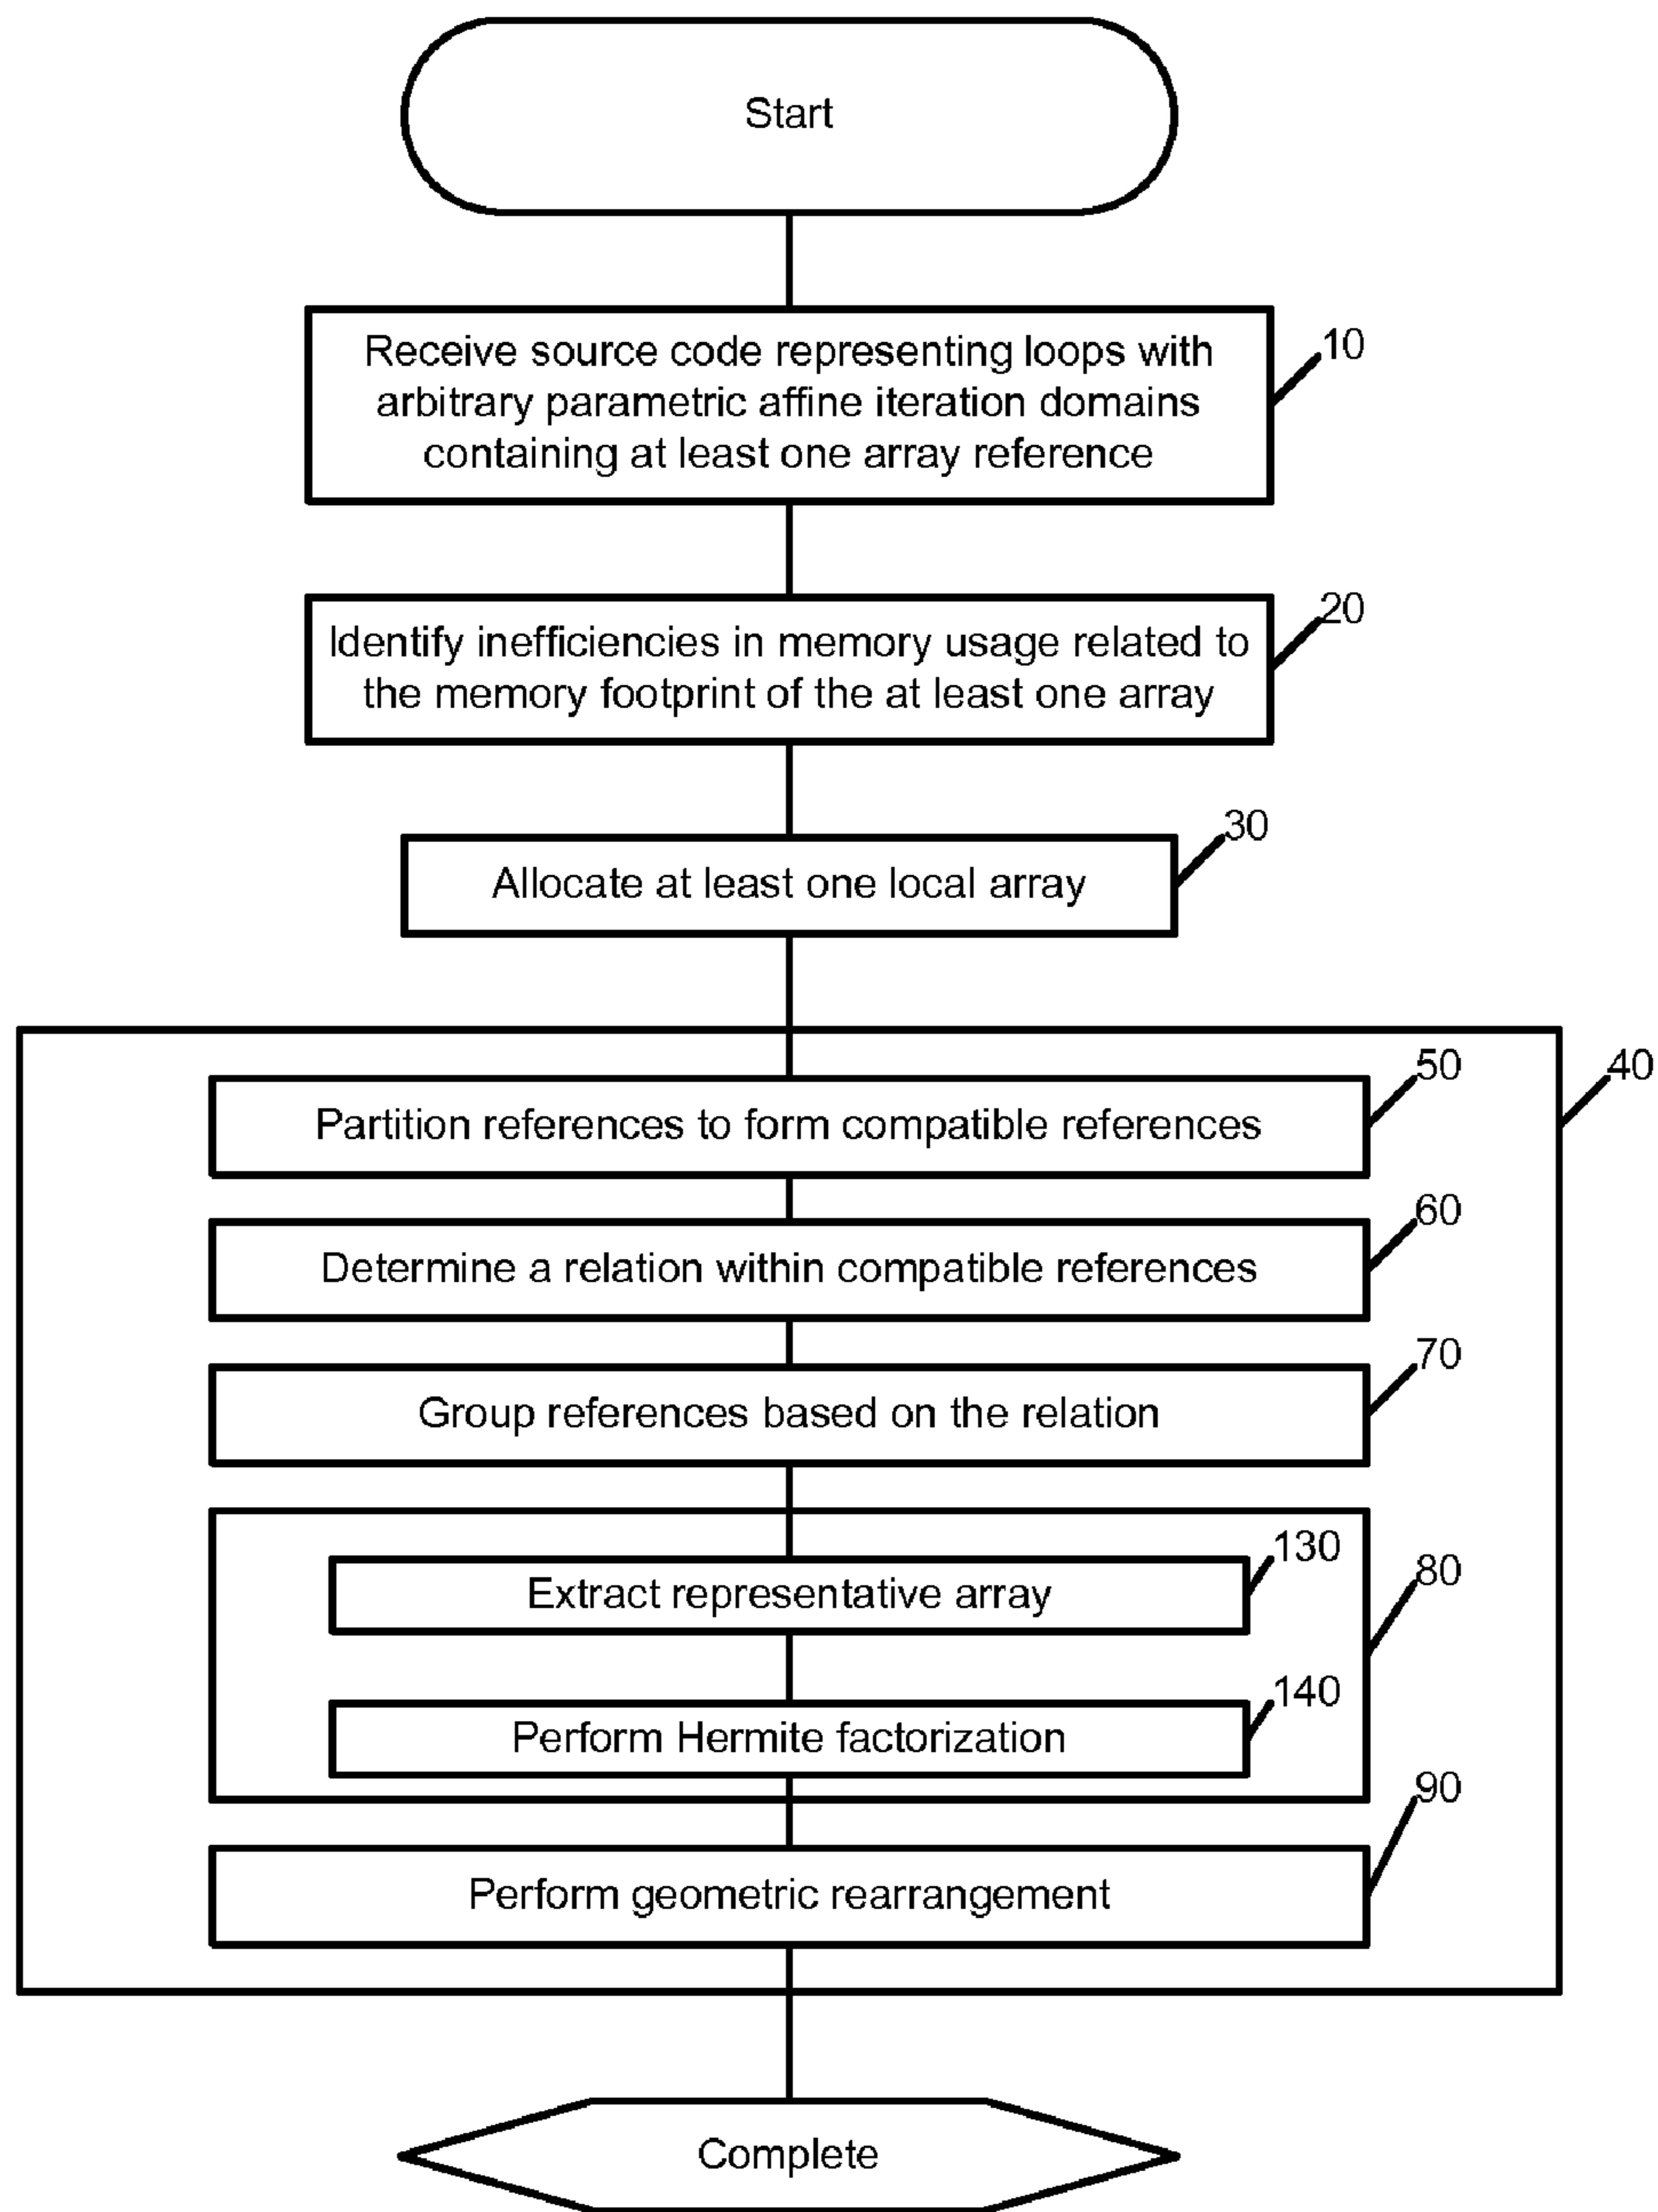 Start
Receive source code representing loops with
arbitrary parametric affine iteration domains
containing at least one array reference
10
Identify inefficiencies in memory usage related to
the memory footprint of the at least one array
20
Allocate at least one local array
30
40
Partition references to form compatible references
50
Determine a relation within compatible references
60
Group references based on the relation
70
80
Extract representative array
130
Perform Hermite factorization
140
Perform geometric rearrangement
90
Complete